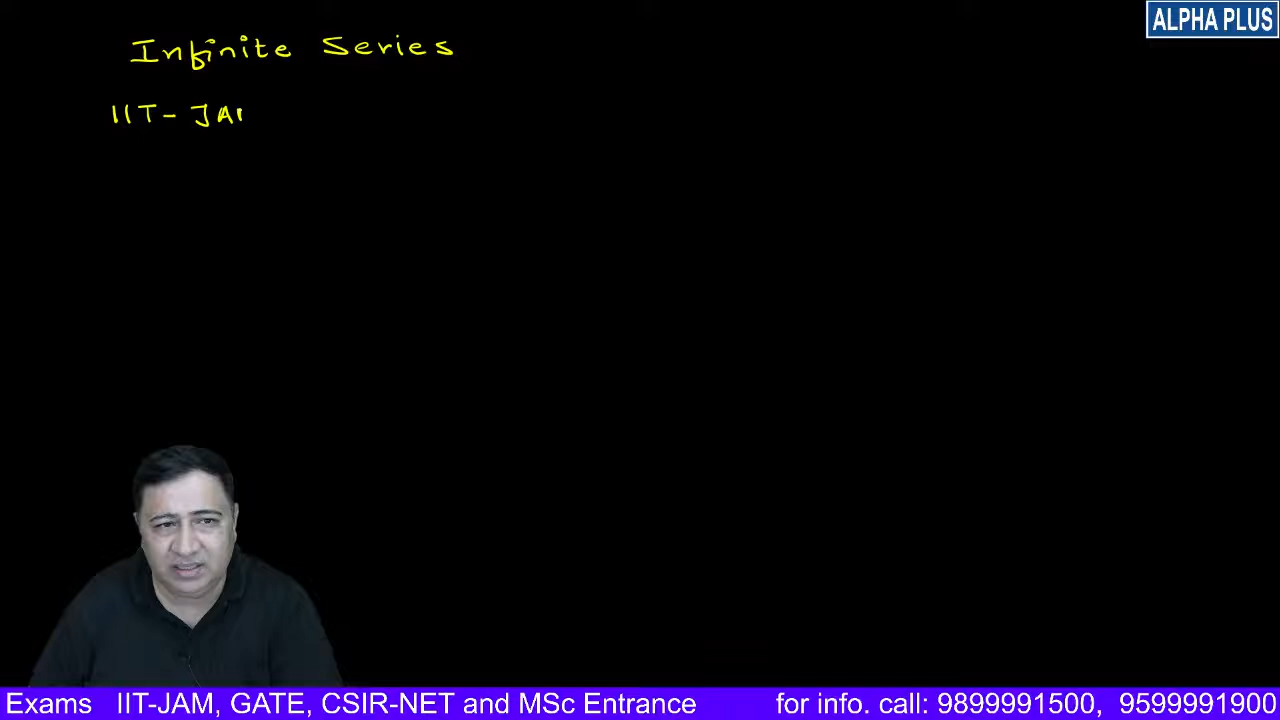 ALPHA PLUS
Infinite Series
IIT-JA
Exams IIT-JAM, GATE, CSIR-NET and MSc Entrance for info. call: 9899991500, 9599991900